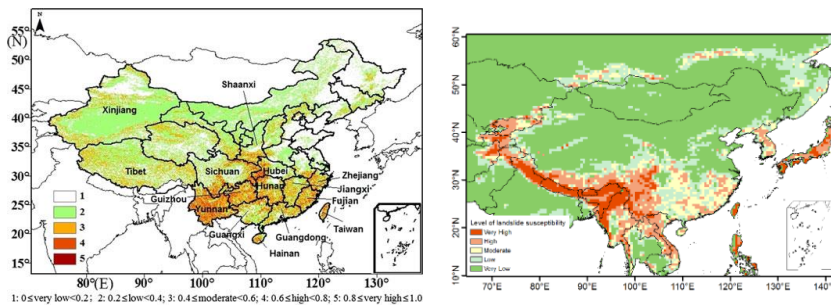 N
(N)
55°
50°
45°
40°
35°
30°
25°
20°
15°
80°(E)
90°
100°
110°
120°
130°
Shaanxi
Xinjiang
Tibet
Sichuan
Hubei
Hunan
Zhejiang
Jiangxi
Fujian
Guizhou
Yunnan
Taiwan
Guangxi
Guangdong
Hainan
1
2
3
4
5
1: 0≤very low<0.2; 2: 0.2≤low<0.4; 3: 0.4≤moderate<0.6; 4: 0.6≤high<0.8; 5: 0.8≤very high≤1.0
60°N
50°N
40°N
30°N
20°N
10°N
Level of landslide susceptibility
Very High
High
Moderate
Low
Very Low
70°E
80°E
90°E
100°E
110°E
120°E
130°E
140°E